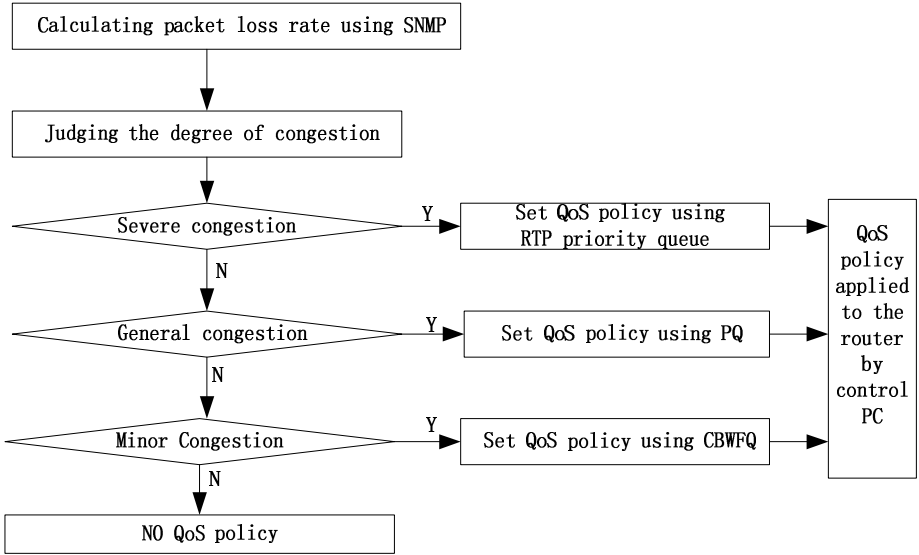 Calculating packet loss rate using SNMP
Judging the degree of congestion
Severe congestion
Y
Set QoS policy using
RTP priority queue
N
General congestion
Y
Set QoS policy using PQ
N
Minor Congestion
Y
Set QoS policy using CBWFQ
N
NO QoS policy
QoS
policy
applied
to the
router
by
control
PC